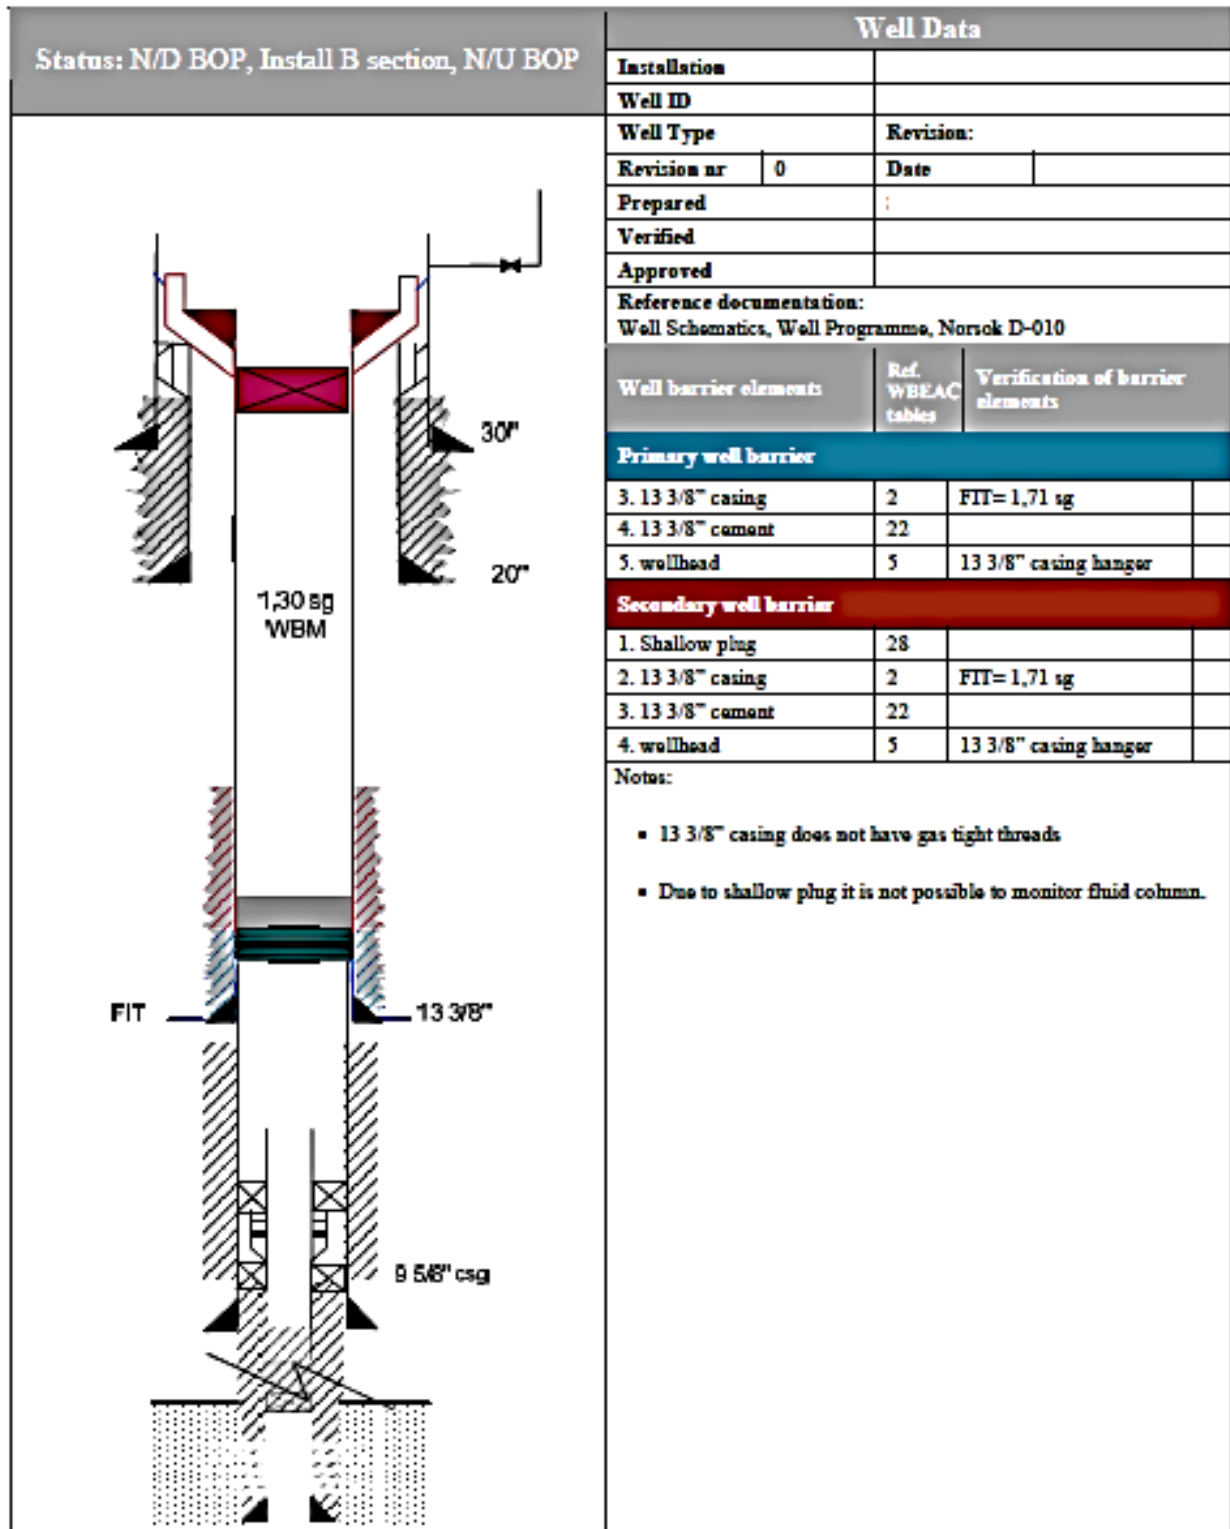 Status: N/D BOP, Install B section, N/U BOP
Well Data
Installation
Well ID
Well Type Revision:
Revision nr 0 Date
Prepared :
Verified
Approved
Reference documentation:
Well Schematics, Well Programme, Norsok D-010
Well barrier elements
Ref.
WBEAC
tables
Verification of barrier
elements
Primary well barrier
3. 13 3/8" casing 2 FIT= 1,71 sg
4. 13 3/8" cement 22
5. wellhead 5 13 3/8" casing hanger
Secondary well barrier
1. Shallow plug 28
2. 13 3/8" casing 2 FIT= 1,71 sg
3. 13 3/8" cement 22
4. wellhead 5 13 3/8" casing hanger
Notes:
▪ 13 3/8" casing does not have gas tight threads
▪ Due to shallow plug it is not possible to monitor fluid column.
30"
20"
1,30 sg
WBM
FIT
13 3/8"
9 5/8" csg